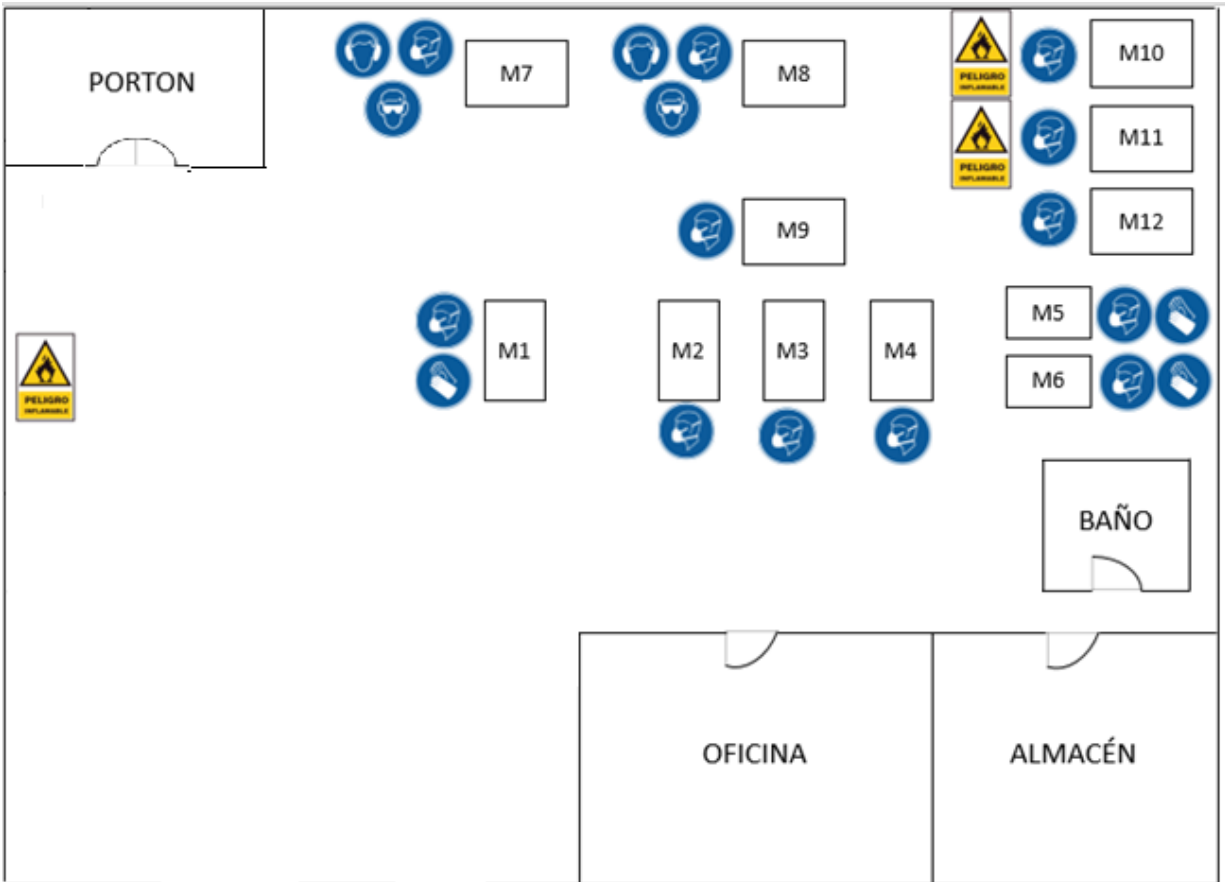 PORTON
M7
M8
PELIGRO
INFLAMABLE
M10
PELIGRO
INFLAMABLE
M11
M12
M9
M1
M2
M3
M4
M5
M6
PELIGRO
INFLAMABLE
BAÑO
OFICINA
ALMACÉN